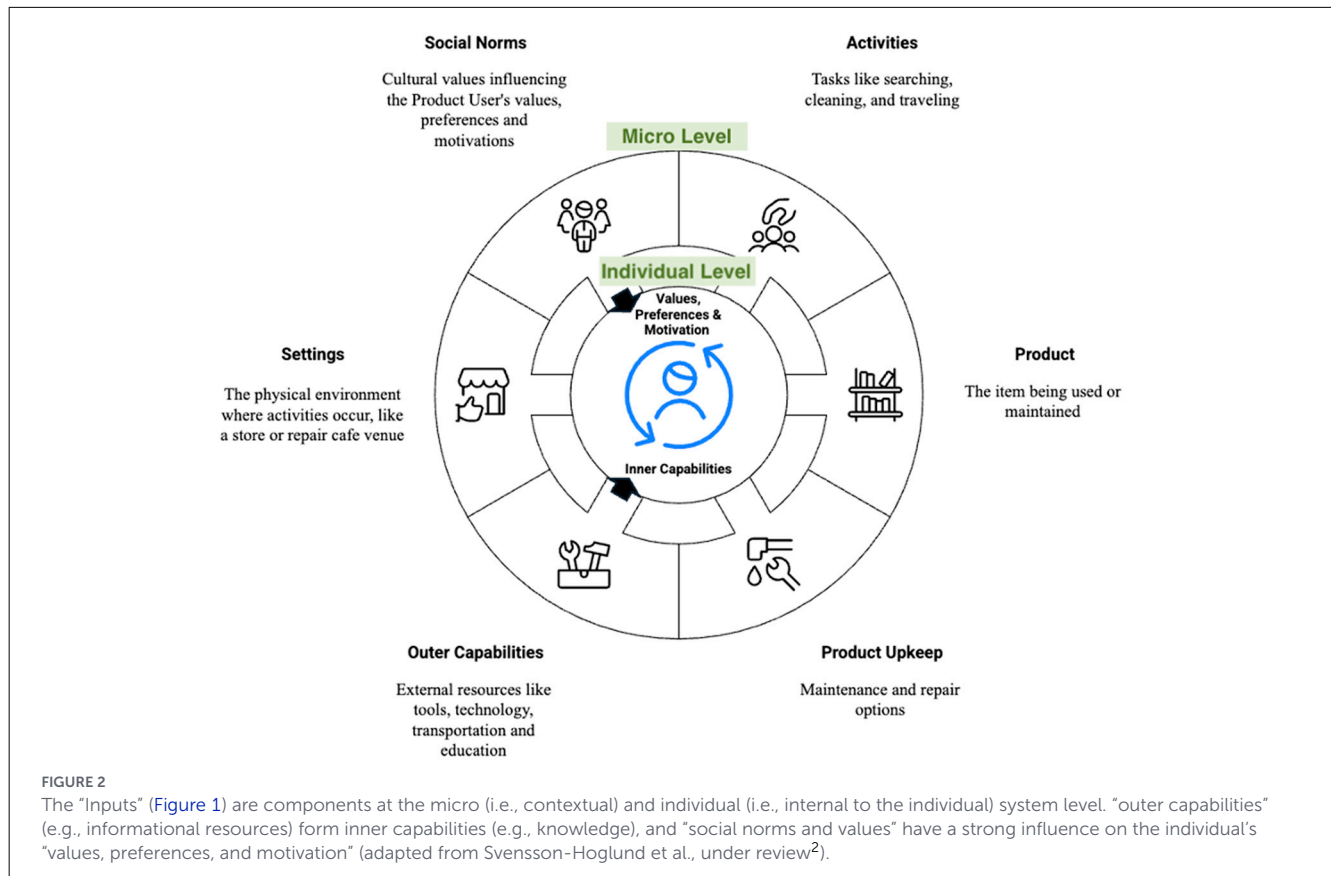 Social Norms
Cultural values influencing
the Product User's values,
preferences and
motivations
Activities
Tasks like searching,
cleaning, and traveling
Micro Level
Individual Level
Values,
Preferences &
Motivation
Inner Capabilities
Settings
The physical environment
where activities occur, like
a store or repair cafe venue
Product
The item being used or
maintained
Outer Capabilities
External resources like
tools, technology,
transportation and
education
Product Upkeep
Maintenance and repair
options
FIGURE 2
The “Inputs” (Figure 1) are components at the micro (i.e., contextual) and individual (i.e., internal to the individual) system level. “outer capabilities”
(e.g., informational resources) form inner capabilities (e.g., knowledge), and “social norms and values” have a strong influence on the individual’s
“values, preferences, and motivation” (adapted from Svensson-Hoglund et al., under review²).